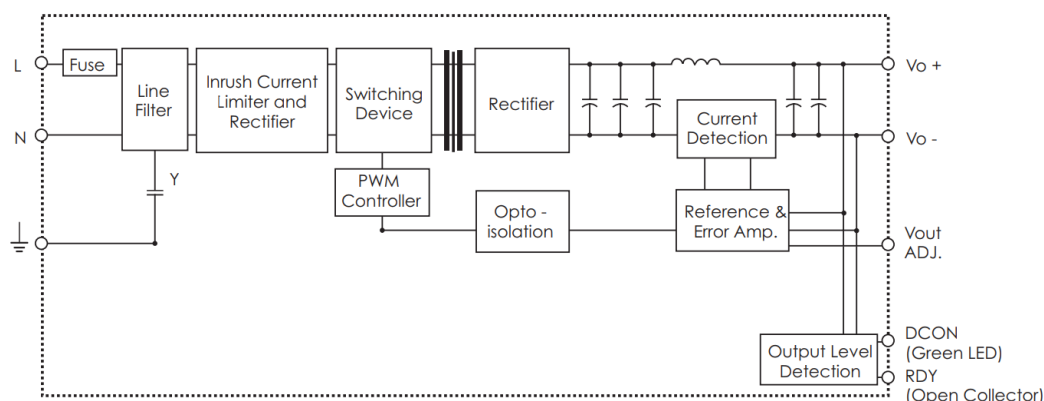 L
Fuse
Line
Filter
Inrush Current
Limiter and
Rectifier
Switching
Device
Rectifier
Current
Detection
Vo +
N
Vo -
Y
PWM
Controller
Opto -
isolation
Reference &
Error Amp.
Vout
ADJ.
Output Level
Detection
DCON
(Green LED)
RDY
(Open Collector)